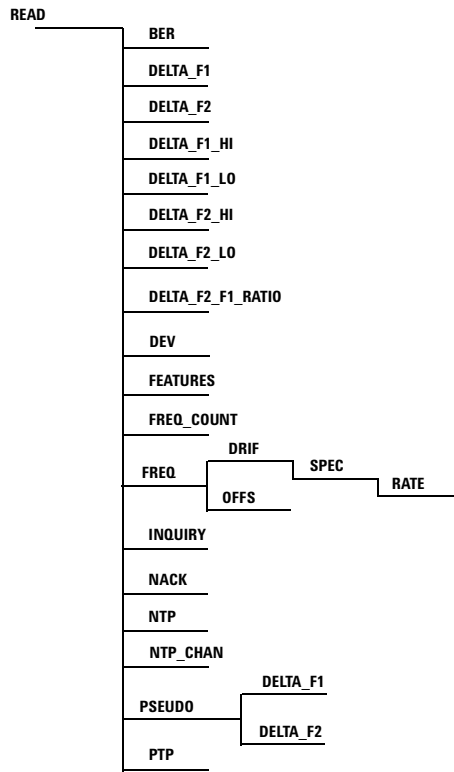 READ
BER
DELTA_F1
DELTA_F2
DELTA_F1_HI
DELTA_F1_LO
DELTA_F2_HI
DELTA_F2_LO
DELTA_F2_F1_RATIO
DEV
FEATURES
FREQ_COUNT
FREQ
DRIF
SPEC
RATE
OFFS
INQUIRY
NACK
NTP
NTP_CHAN
PSEUDO
DELTA_F1
DELTA_F2
PTP